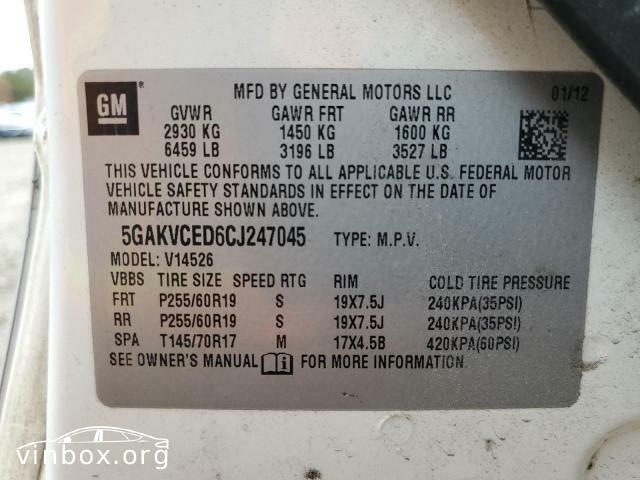 GM
MFD BY GENERAL MOTORS LLC 01/12
GVWR GAWR FRT GAWR RR
2930 KG 1450 KG 1600 KG
6459 LB 3196 LB 3527 LB
THIS VEHICLE CONFORMS TO ALL APPLICABLE U.S. FEDERAL MOTOR
VEHICLE SAFETY STANDARDS IN EFFECT ON THE DATE OF
MANUFACTURE SHOWN ABOVE.
5GAKVCED6CJ247045 TYPE: M.P.V.
MODEL: V14526
VBBS TIRE SIZE SPEED RTG RIM COLD TIRE PRESSURE
FRT P255/60R19 S 19X7.5J 240KPA(35PSI)
RR P255/60R19 S 19X7.5J 240KPA(35PSI)
SPA T145/70R17 M 17X4.5B 420KPA(60PSI)
SEE OWNER'S MANUAL i FOR MORE INFORMATION.
vinbox.org